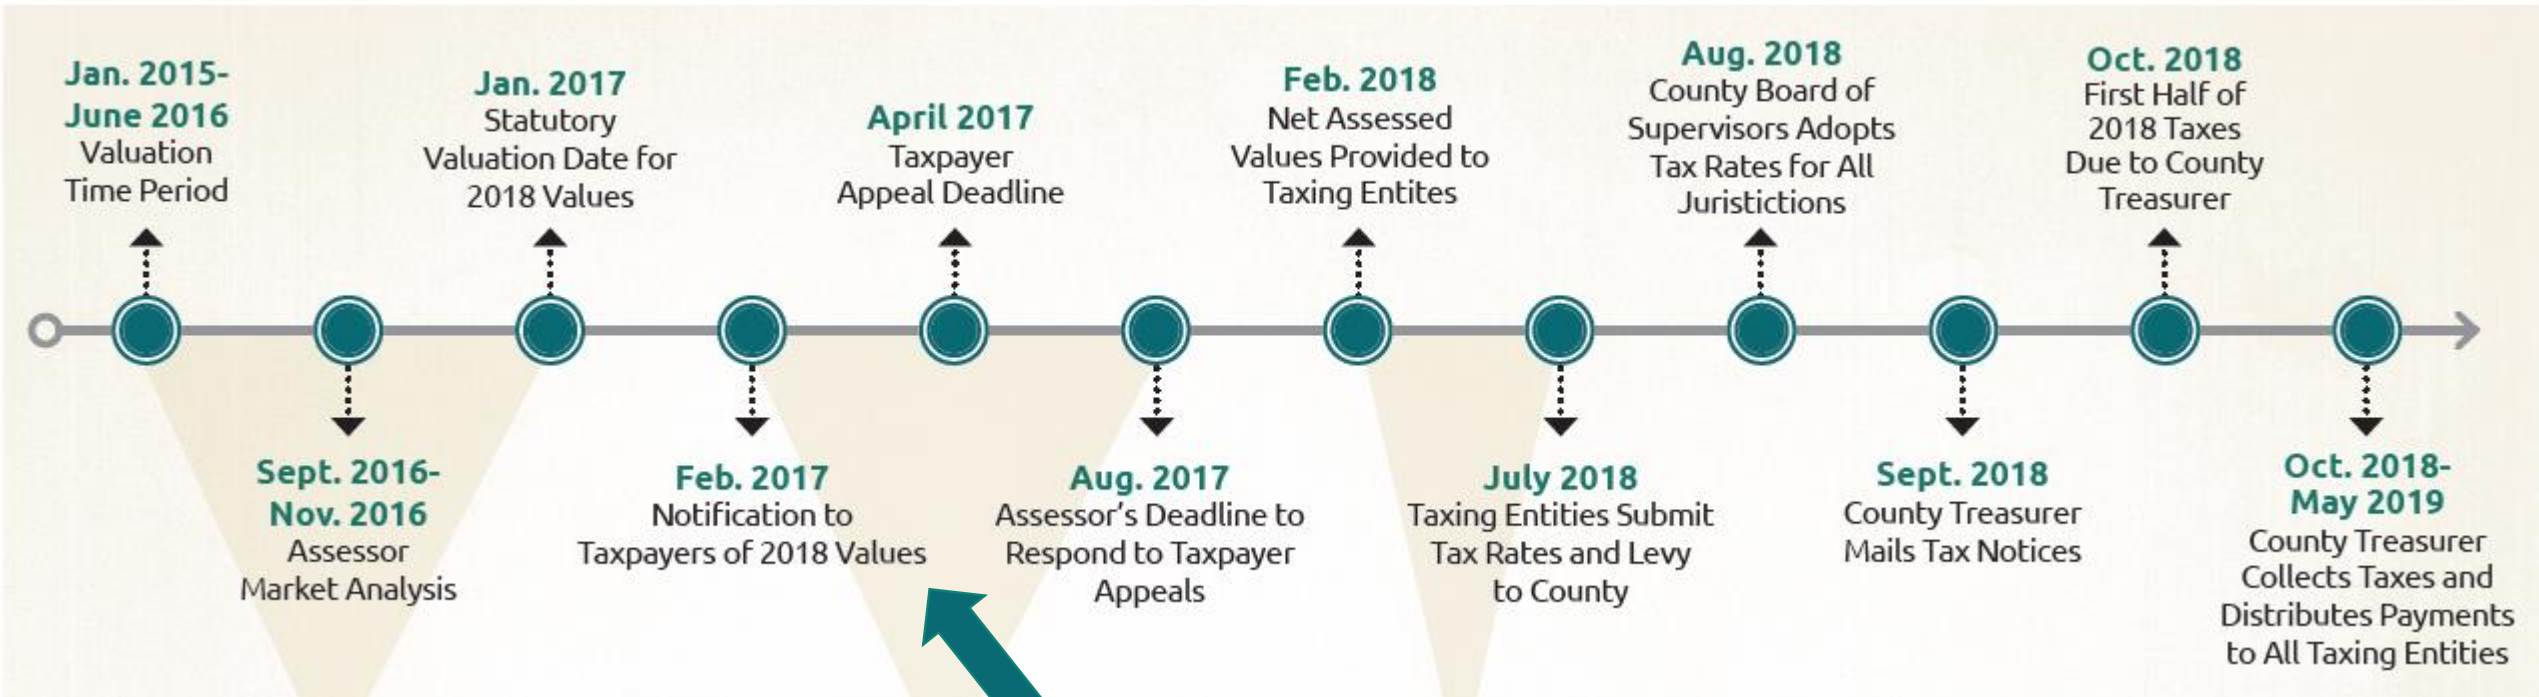 Jan. 2015-
June 2016
Valuation
Time Period
Sept. 2016-
Nov. 2016
Assessor
Market Analysis
Jan. 2017
Statutory
Valuation Date for
2018 Values
Feb. 2017
Notification to
Taxpayers of 2018 Values
April 2017
Taxpayer
Appeal Deadline
Aug. 2017
Assessor's Deadline to
Respond to Taxpayer
Appeals
Feb. 2018
Net Assessed
Values Provided to
Taxing Entites
July 2018
Taxing Entities Submit
Tax Rates and Levy
to County
Aug. 2018
County Board of
Supervisors Adopts
Tax Rates for All
Juristictions
Sept. 2018
County Treasurer
Mails Tax Notices
Oct. 2018
First Half of
2018 Taxes
Due to County
Treasurer
Oct. 2018-
May 2019
County Treasurer
Collects Taxes and
Distributes Payments
to All Taxing Entities